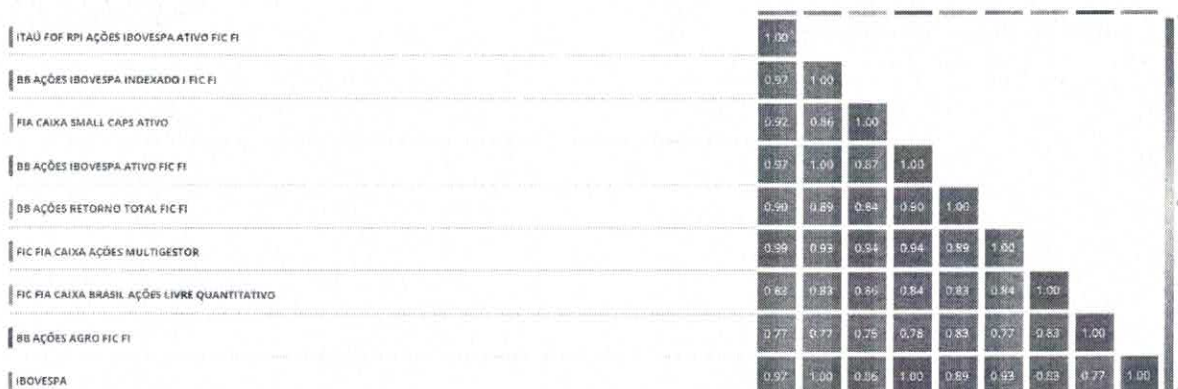 ITAÚ FOF RPI AÇÕES IBOVESPA ATIVO FIC FI 1.00
BB AÇÕES IBOVESPA INDEXADO I FIC FI 0.97 1.00
FIA CAIXA SMALL CAPS ATIVO 0.92 0.86 1.00
BB AÇÕES IBOVESPA ATIVO FIC FI 0.97 1.00 0.87 1.00
BB AÇÕES RETORNO TOTAL FIC FI 0.90 0.89 0.84 0.90 1.00
FIC FIA CAIXA AÇÕES MULTIGESTOR 0.99 0.93 0.94 0.94 0.89 1.00
FIC FIA CAIXA BRASIL AÇÕES LIVRE QUANTITATIVO 0.83 0.83 0.86 0.84 0.83 0.84 1.00
BB AÇÕES AGRO FIC FI 0.77 0.77 0.75 0.78 0.83 0.77 0.83 1.00
IBOVESPA 0.97 1.00 0.86 1.00 0.89 0.93 0.83 0.77 1.00